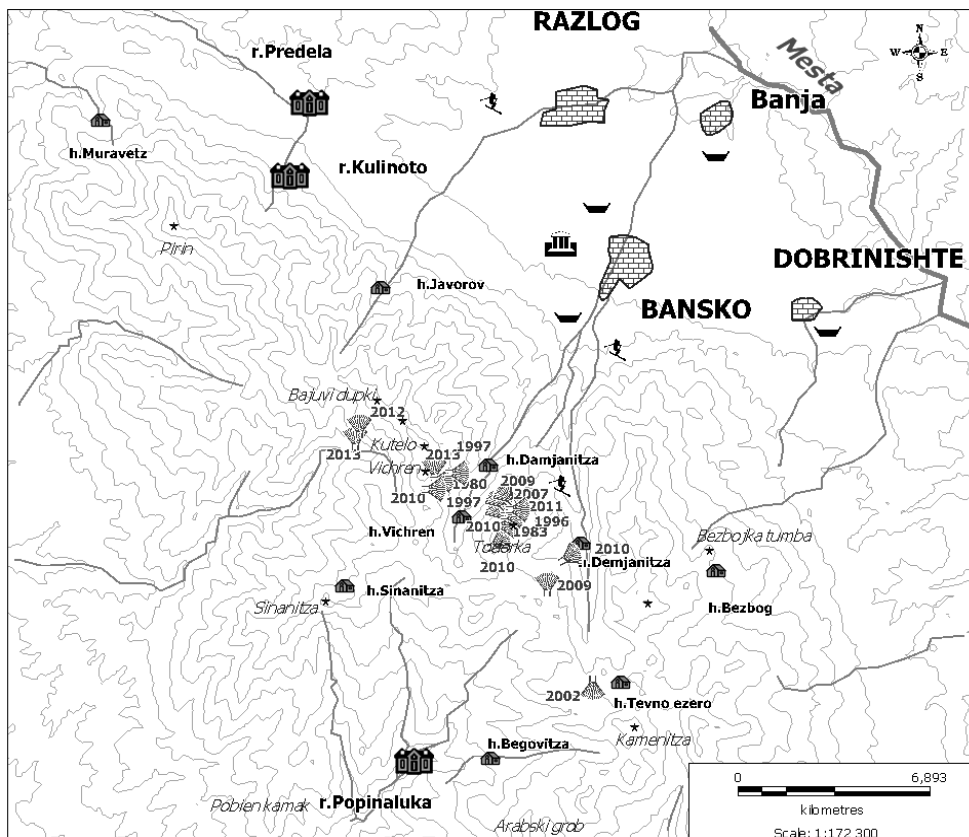 RAZLOG
r.Predela
N
W E
S
Mesta
Banja
h.Muravetz
r.Kulinoto
Pirin
DOBRINISHTE
h.Javorov
BANSKO
Bajuvi dupki
2012
Kutelo
1997
2013
2013
h.Damjanitza
Vichren
1980
2009
2010
2007
1997
2011
h.Vichren
2010
1996
1983
Todorka
2010
2010
Bezbojka tumba
.Demjanitza
2009
h.Sinanitza
Sinanitza
h.Bezbog
2002
h.Tevno ezero
Kamenitza
h.Begovitza
r.Popinaluka
Arabski grob
0 6,893
kilometres
Scale: 1:172 300